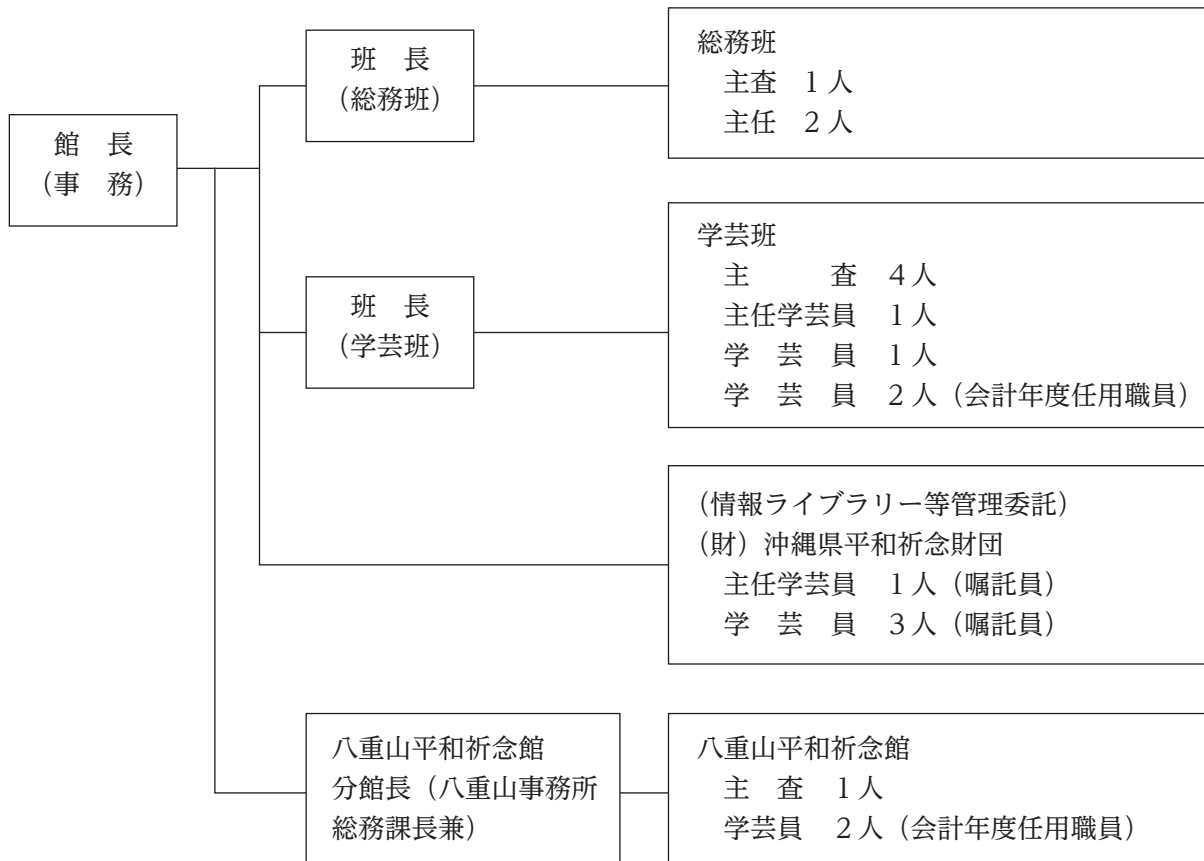 館　長
（事　務）
班　長
（総務班）
総務班
主査　1人
主任　2人
班　長
（学芸班）
学芸班
主　　　査　4人
主任学芸員　1人
学　芸　員　1人
学　芸　員　2人（会計年度任用職員）
（情報ライブラリー等管理委託）
（財）沖縄県平和祈念財団
主任学芸員　1人（嘱託員）
学　芸　員　3人（嘱託員）
八重山平和祈念館
分館長（八重山事務所
総務課長兼）
八重山平和祈念館
主　査　1人
学芸員　2人（会計年度任用職員）